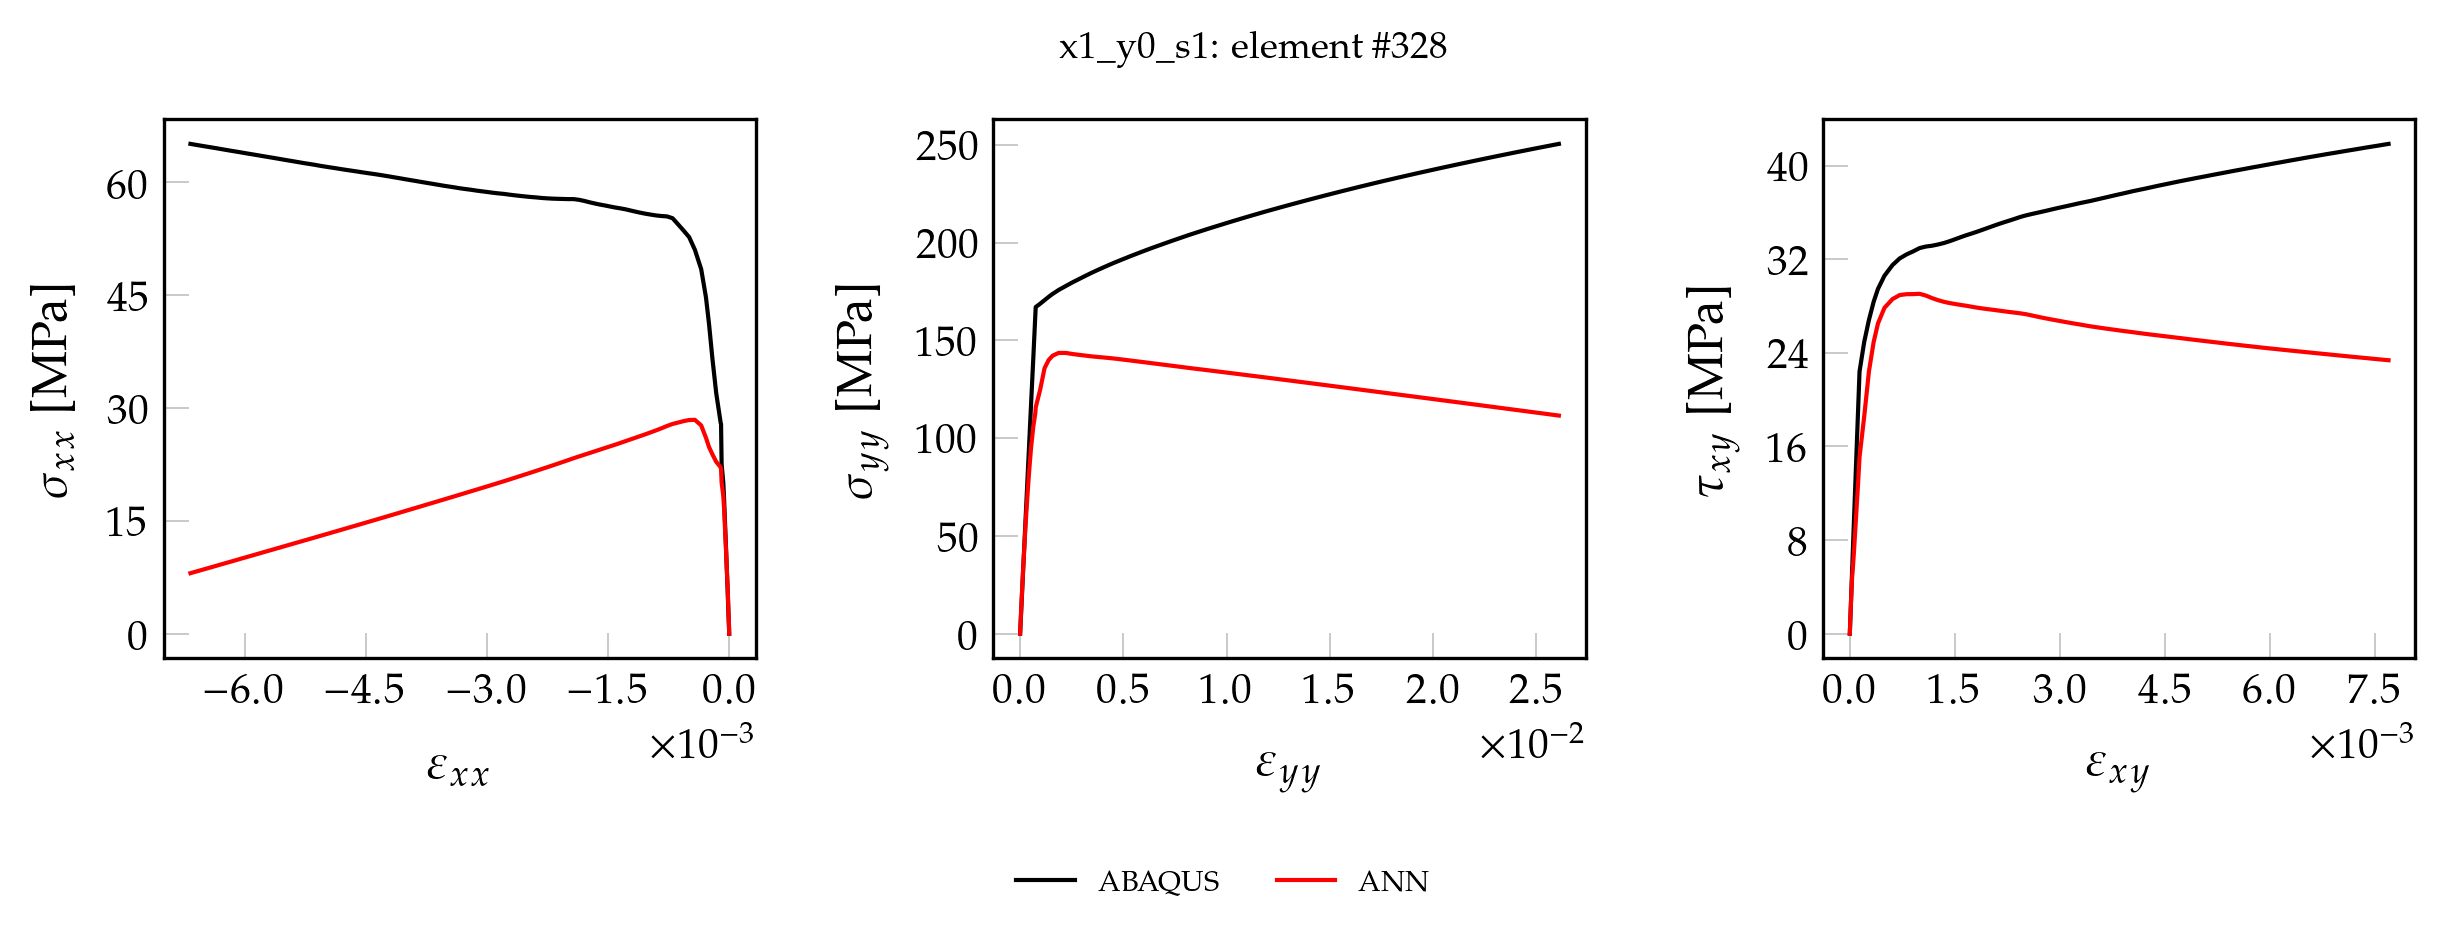 x1_y0_s1: element #328
σxx [MPa]
60
45
30
15
0
−6.0 −4.5 −3.0 −1.5 0.0
×10−3
εxx
σyy [MPa]
250
200
150
100
50
0
0.0 0.5 1.0 1.5 2.0 2.5
×10−2
εyy
τxy [MPa]
40
32
24
16
8
0
0.0 1.5 3.0 4.5 6.0 7.5
×10−3
εxy
ABAQUS ANN